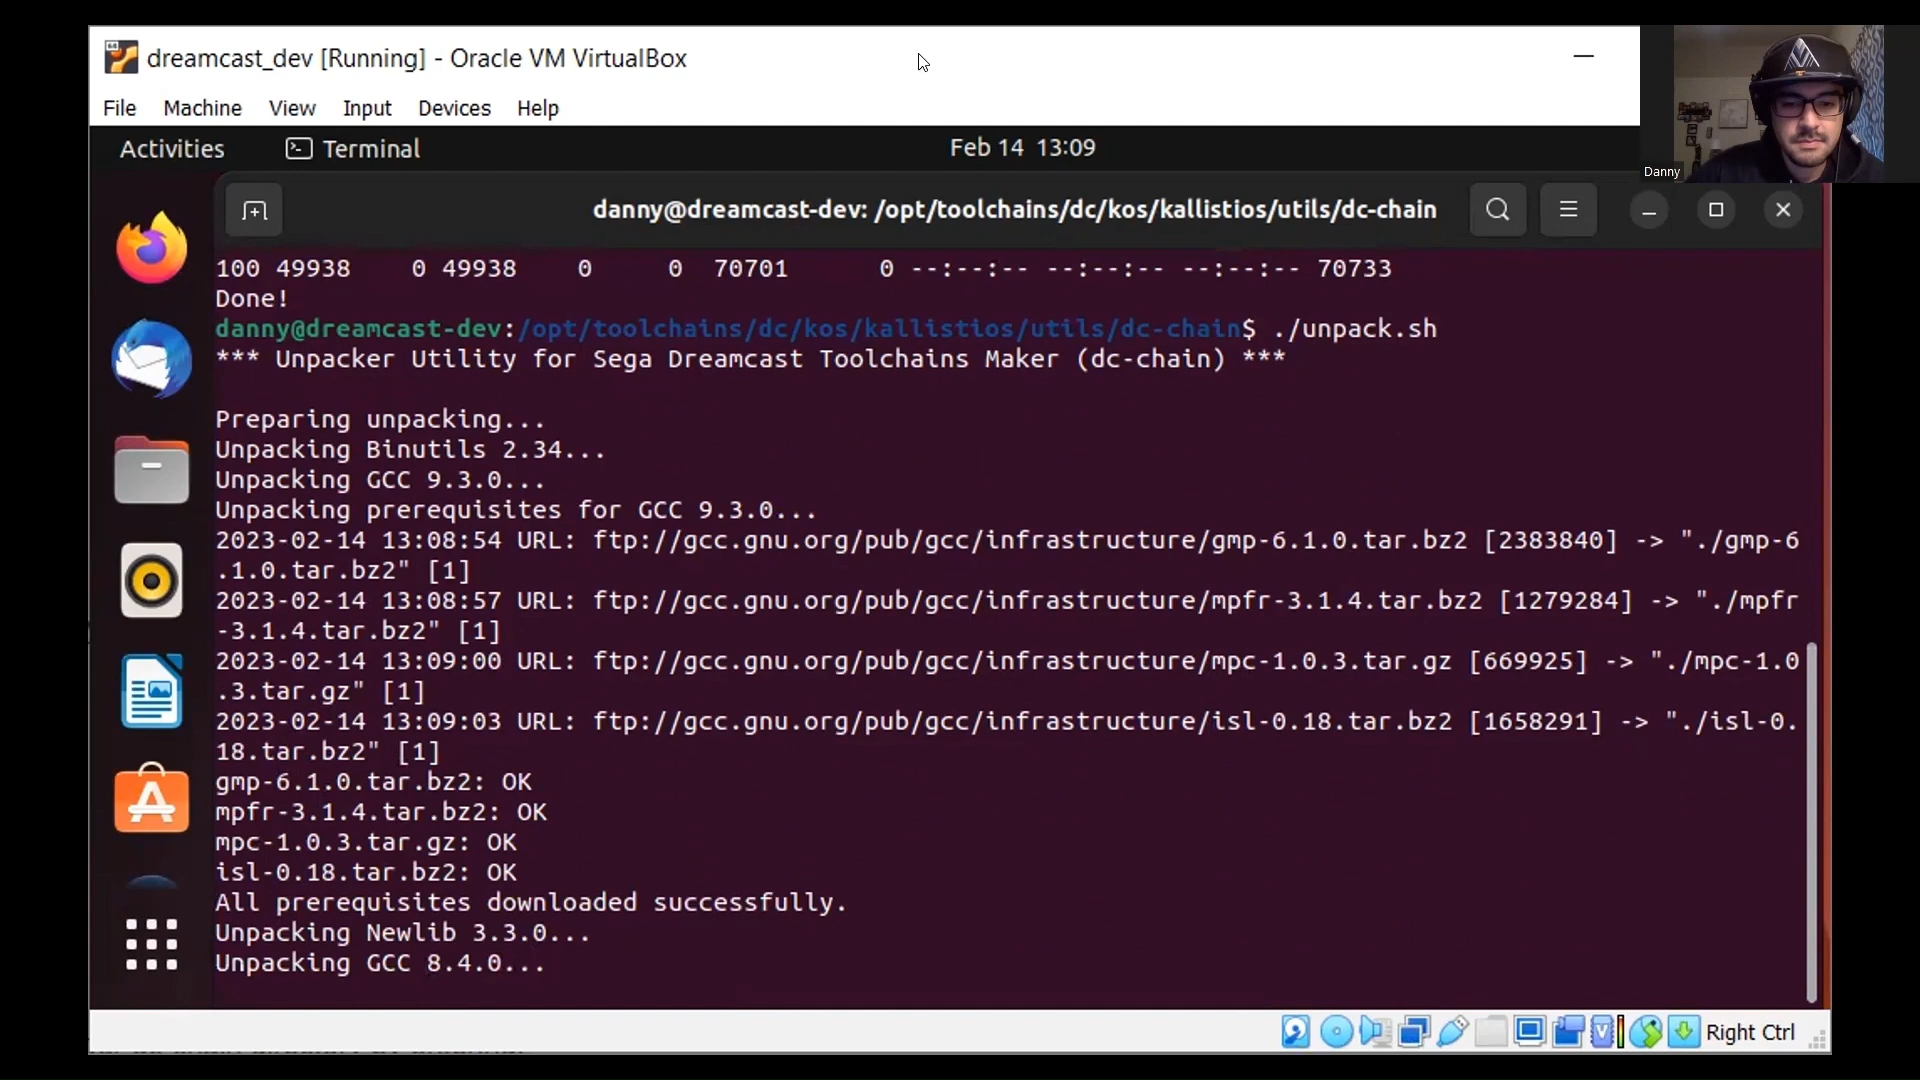 dreamcast_dev [Running] - Oracle VM VirtualBox
File Machine View Input Devices Help
Danny
Activities Terminal Feb 14 13:09
danny@dreamcast-dev: /opt/toolchains/dc/kos/kallistios/utils/dc-chain
100 49938 0 49938 0 0 70701 0 --:--:-- --:--:-- --:--:-- 70733
Done!
danny@dreamcast-dev:/opt/toolchains/dc/kos/kallistios/utils/dc-chain$ ./unpack.sh
*** Unpacker Utility for Sega Dreamcast Toolchains Maker (dc-chain) ***
Preparing unpacking...
Unpacking Binutils 2.34...
Unpacking GCC 9.3.0...
Unpacking prerequisites for GCC 9.3.0...
2023-02-14 13:08:54 URL: ftp://gcc.gnu.org/pub/gcc/infrastructure/gmp-6.1.0.tar.bz2 [2383840] -> "./gmp-6
.1.0.tar.bz2" [1]
2023-02-14 13:08:57 URL: ftp://gcc.gnu.org/pub/gcc/infrastructure/mpfr-3.1.4.tar.bz2 [1279284] -> "./mpfr
-3.1.4.tar.bz2" [1]
2023-02-14 13:09:00 URL: ftp://gcc.gnu.org/pub/gcc/infrastructure/mpc-1.0.3.tar.gz [669925] -> "./mpc-1.0
.3.tar.gz" [1]
2023-02-14 13:09:03 URL: ftp://gcc.gnu.org/pub/gcc/infrastructure/isl-0.18.tar.bz2 [1658291] -> "./isl-0.
18.tar.bz2" [1]
gmp-6.1.0.tar.bz2: OK
mpfr-3.1.4.tar.bz2: OK
mpc-1.0.3.tar.gz: OK
isl-0.18.tar.bz2: OK
All prerequisites downloaded successfully.
Unpacking Newlib 3.3.0...
Unpacking GCC 8.4.0...
Right Ctrl